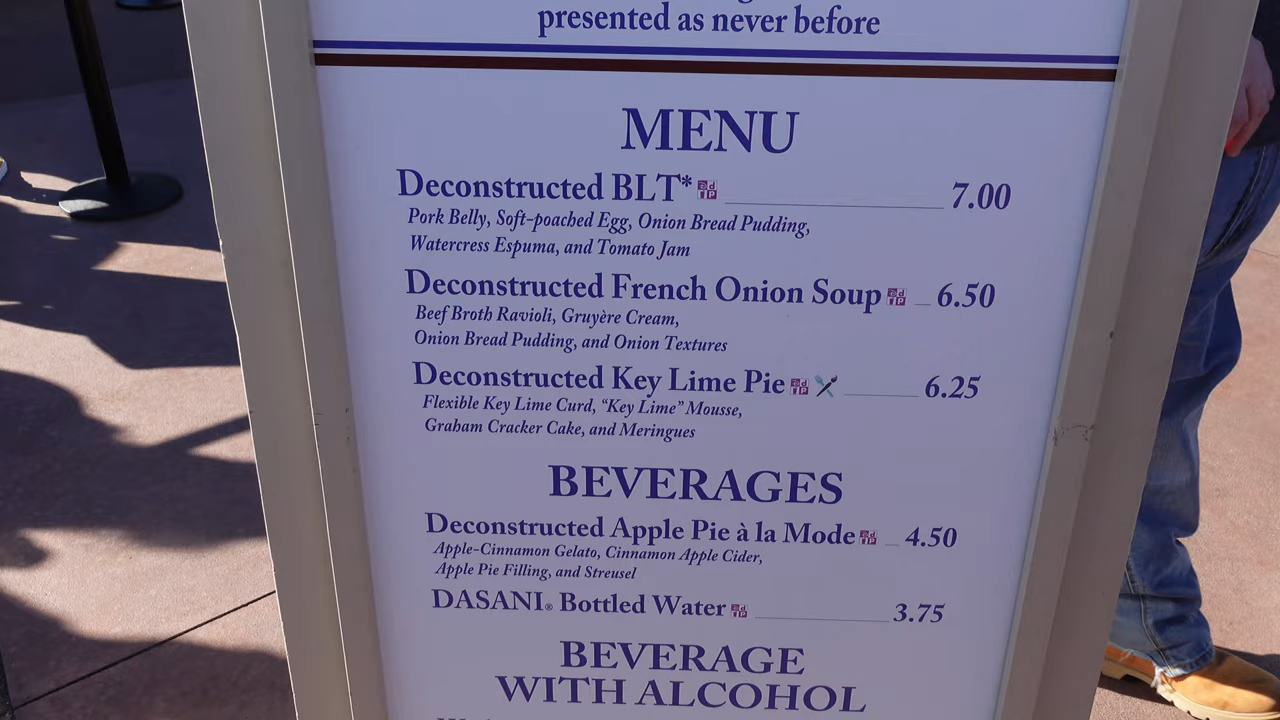 presented as never before
MENU
Deconstructed BLT* 7.00
Pork Belly, Soft-poached Egg, Onion Bread Pudding,
Watercress Espuma, and Tomato Jam
Deconstructed French Onion Soup 6.50
Beef Broth Ravioli, Gruyère Cream,
Onion Bread Pudding, and Onion Textures
Deconstructed Key Lime Pie 6.25
Flexible Key Lime Curd, “Key Lime” Mousse,
Graham Cracker Cake, and Meringues
BEVERAGES
Deconstructed Apple Pie à la Mode 4.50
Apple-Cinnamon Gelato, Cinnamon Apple Cider,
Apple Pie Filling, and Streusel
DASANI® Bottled Water 3.75
BEVERAGE
WITH ALCOHOL